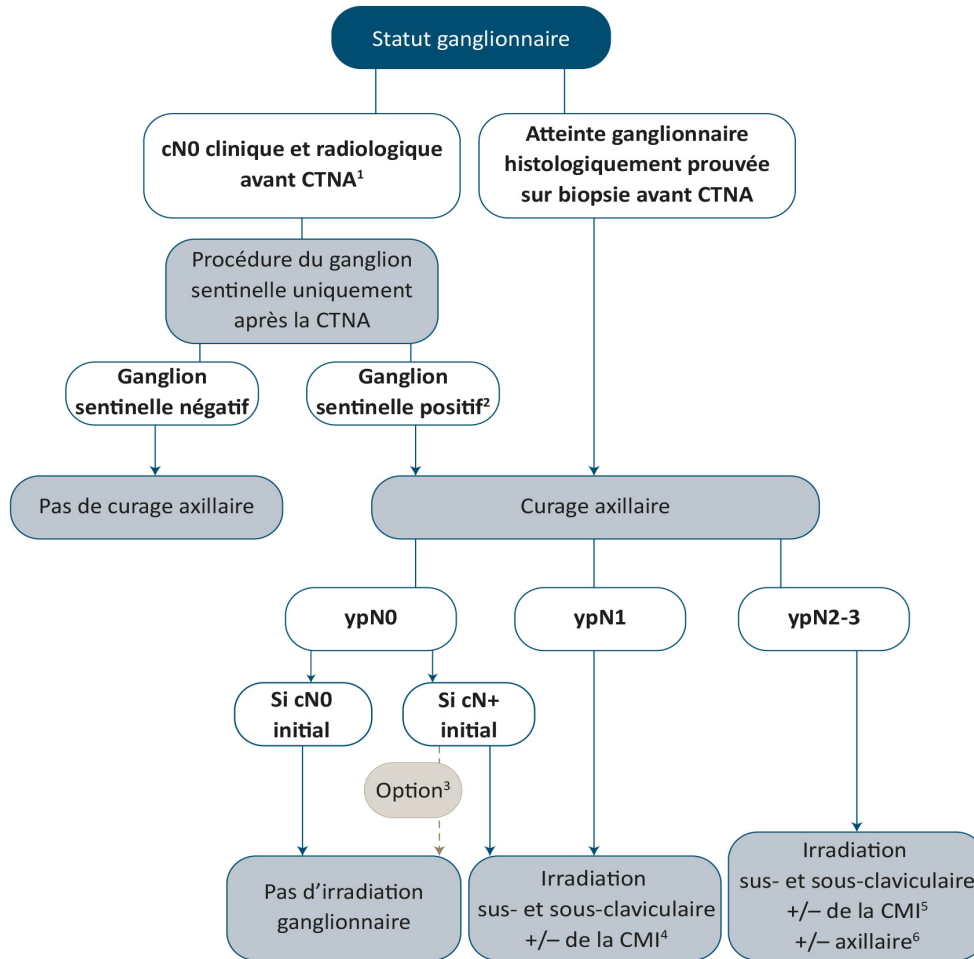 Statut ganglionnaire
cN0 clinique et radiologique
avant CTNA¹
Atteinte ganglionnaire
histologiquement prouvée
sur biopsie avant CTNA
Procédure du ganglion
sentinelle uniquement
après la CTNA
Ganglion
sentinelle négatif
Ganglion
sentinelle positif²
Pas de curage axillaire
Curage axillaire
ypN0
ypN1
ypN2-3
Si cN0
initial
Si cN+
initial
Option³
Pas d’irradiation
ganglionnaire
Irradiation
sus- et sous-claviculaire
+/– de la CMI⁴
Irradiation
sus- et sous-claviculaire
+/– de la CMI⁵
+/– axillaire⁶